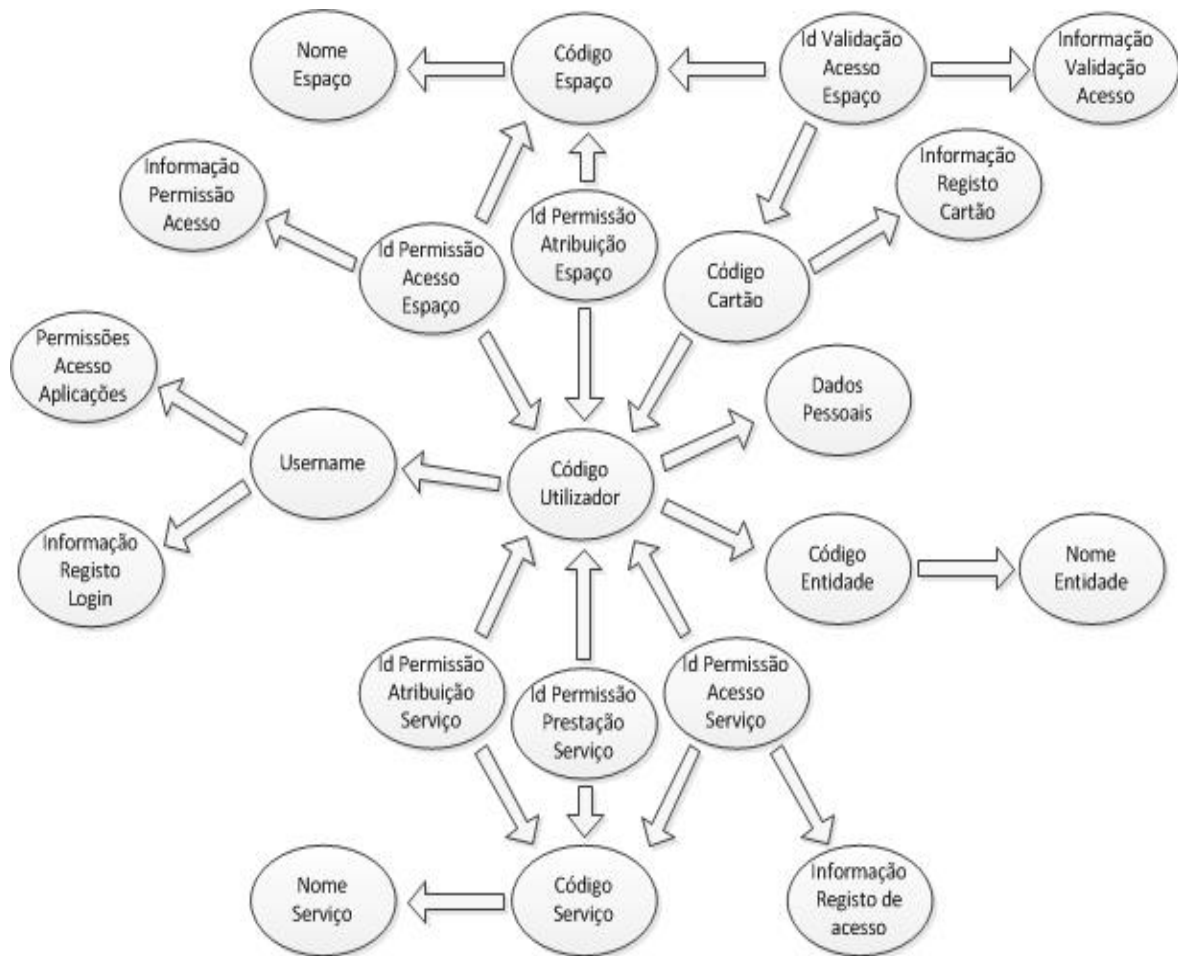 Nome
Espaço
Código
Espaço
Id Validação
Acesso
Espaço
Informação
Validação
Acesso
Informação
Permissão
Acesso
Id Permissão
Atribuição
Espaço
Informação
Registo
Cartão
Id Permissão
Acesso
Espaço
Código
Cartão
Permissões
Acesso
Aplicações
Dados
Pessoais
Username
Código
Utilizador
Informação
Registo
Login
Código
Entidade
Nome
Entidade
Id Permissão
Atribuição
Serviço
Id Permissão
Prestação
Serviço
Id Permissão
Acesso
Serviço
Nome
Serviço
Código
Serviço
Informação
Registo de
acesso